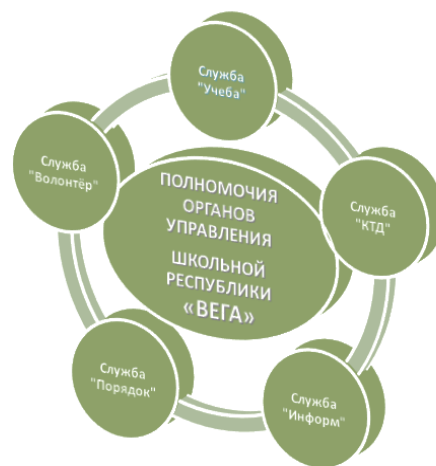 Служба
"Учеба"
Служба
"Волонтёр"
ПОЛНОМОЧИЯ
ОРГАНОВ
УПРАВЛЕНИЯ
ШКОЛЬНОЙ
РЕСПУБЛИКИ
«ВЕГА»
Служба
"КТД"
Служба
"Порядок"
Служба
"Информ"